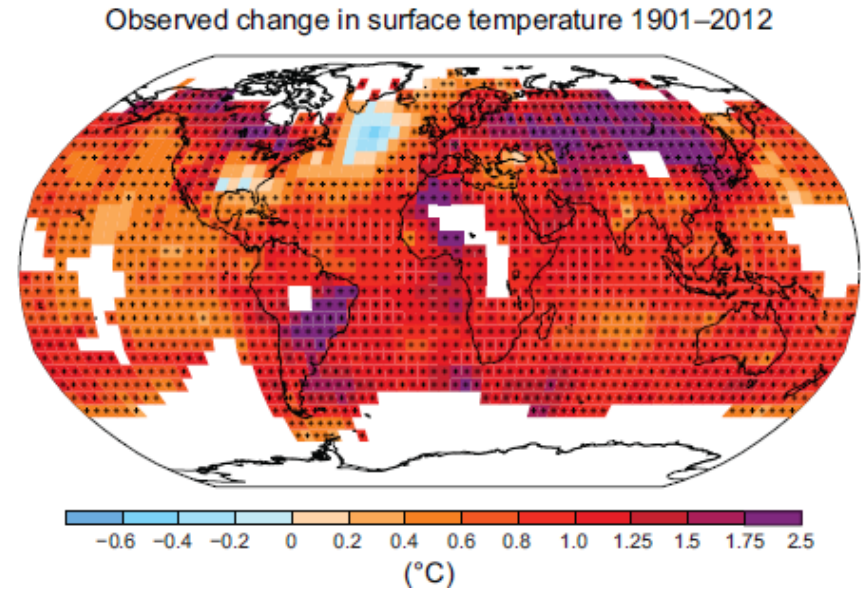 Observed change in surface temperature 1901–2012
−0.6 −0.4 −0.2 0 0.2 0.4 0.6 0.8 1.0 1.25 1.5 1.75 2.5
(°C)